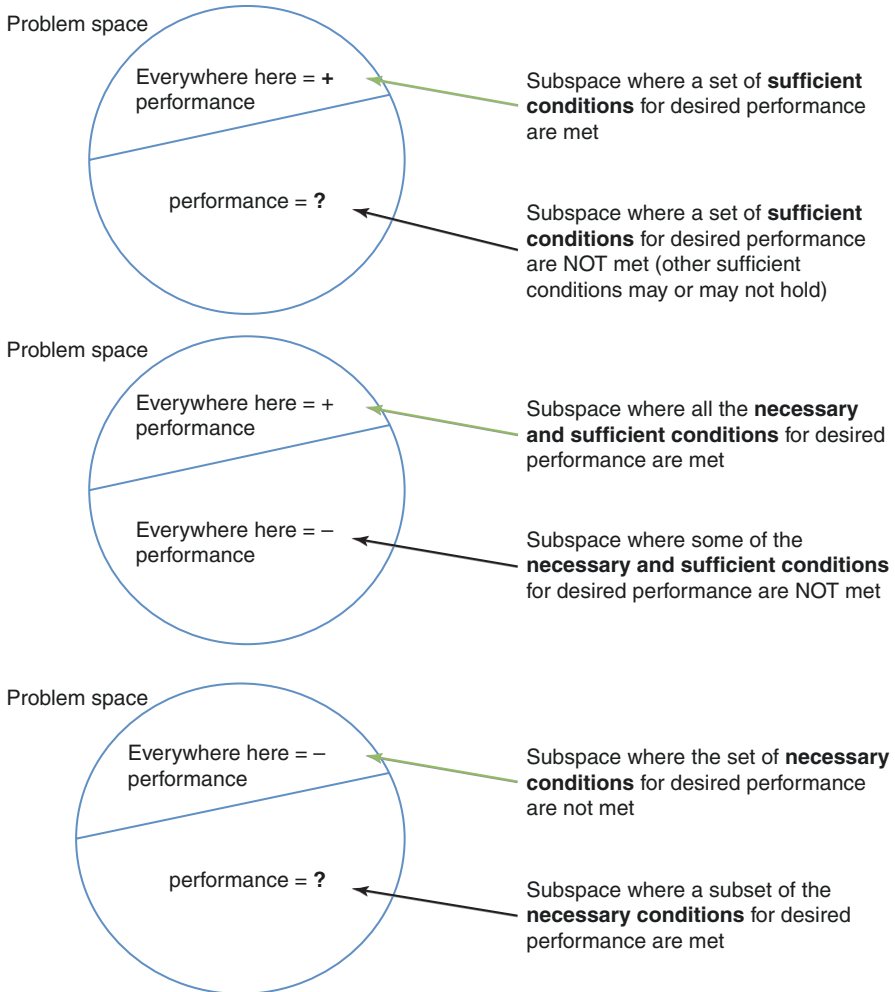 Problem space
Everywhere here = +
performance
Subspace where a set of sufficient
conditions for desired performance
are met
performance = ?
Subspace where a set of sufficient
conditions for desired performance
are NOT met (other sufficient
conditions may or may not hold)
Problem space
Everywhere here = +
performance
Subspace where all the necessary
and sufficient conditions for desired
performance are met
Everywhere here = –
performance
Subspace where some of the
necessary and sufficient conditions
for desired performance are NOT met
Problem space
Everywhere here = –
performance
Subspace where the set of necessary
conditions for desired performance
are not met
performance = ?
Subspace where a subset of the
necessary conditions for desired
performance are met